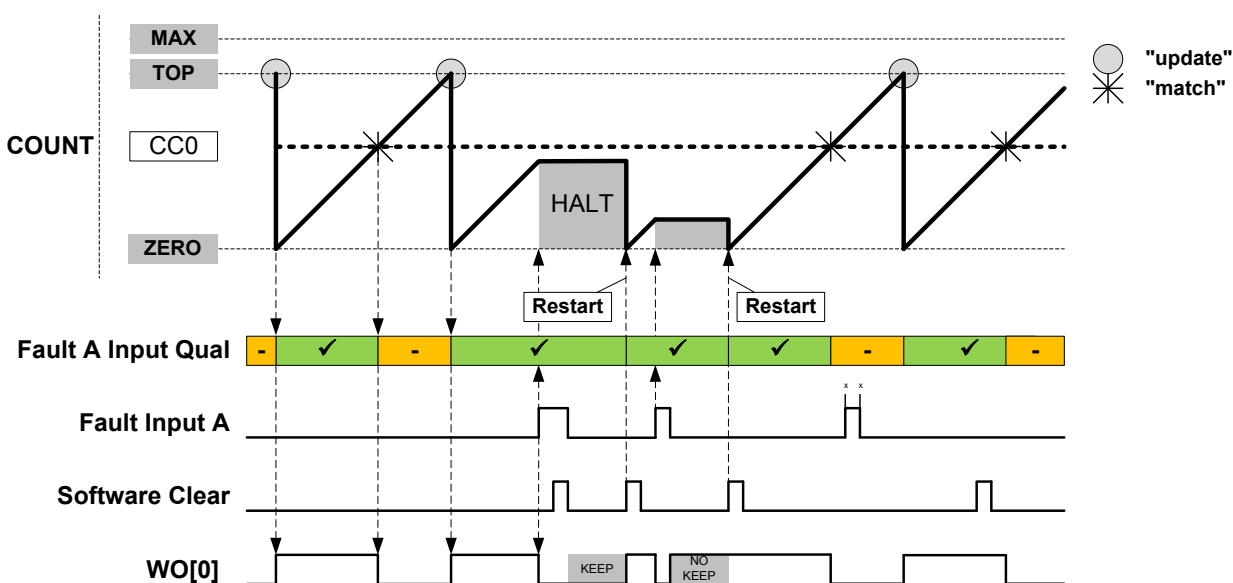 MAX
"update"
TOP
"match"
COUNT
CC0
HALT
ZERO
Restart
Restart
Fault A Input Qual
- ✓ - ✓ ✓ ✓ - ✓ -
x x
Fault Input A
Software Clear
WO[0]
KEEP
NO
KEEP